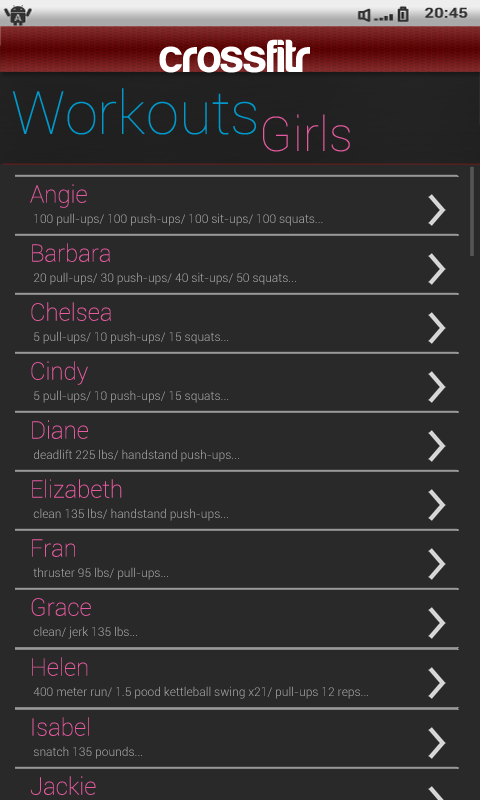 20:45
crossfitr
Workouts
Girls
Angie
100 pull-ups/ 100 push-ups/ 100 sit-ups/ 100 squats...
Barbara
20 pull-ups/ 30 push-ups/ 40 sit-ups/ 50 squats...
Chelsea
5 pull-ups/ 10 push-ups/ 15 squats...
Cindy
5 pull-ups/ 10 push-ups/ 15 squats...
Diane
deadlift 225 lbs/ handstand push-ups...
Elizabeth
clean 135 lbs/ handstand push-ups...
Fran
thruster 95 lbs/ pull-ups...
Grace
clean/ jerk 135 lbs...
Helen
400 meter run/ 1.5 pood kettleball swing x21/ pull-ups 12 reps...
Isabel
snatch 135 pounds...
Jackie